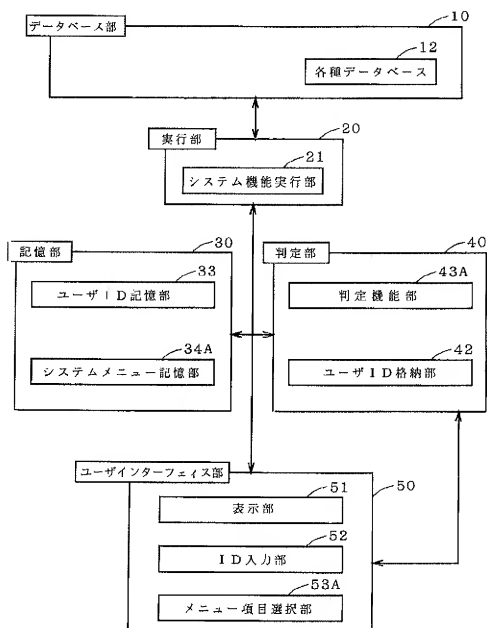 データベース部
10
12
各種データベース
実行部
20
21
システム機能実行部
記憶部
30
33
ユーザID記憶部
34A
システムメニュー記憶部
判定部
40
43A
判定機能部
42
ユーザID格納部
ユーザインターフェイス部
50
51
表示部
52
ID入力部
53A
メニュー項目選択部